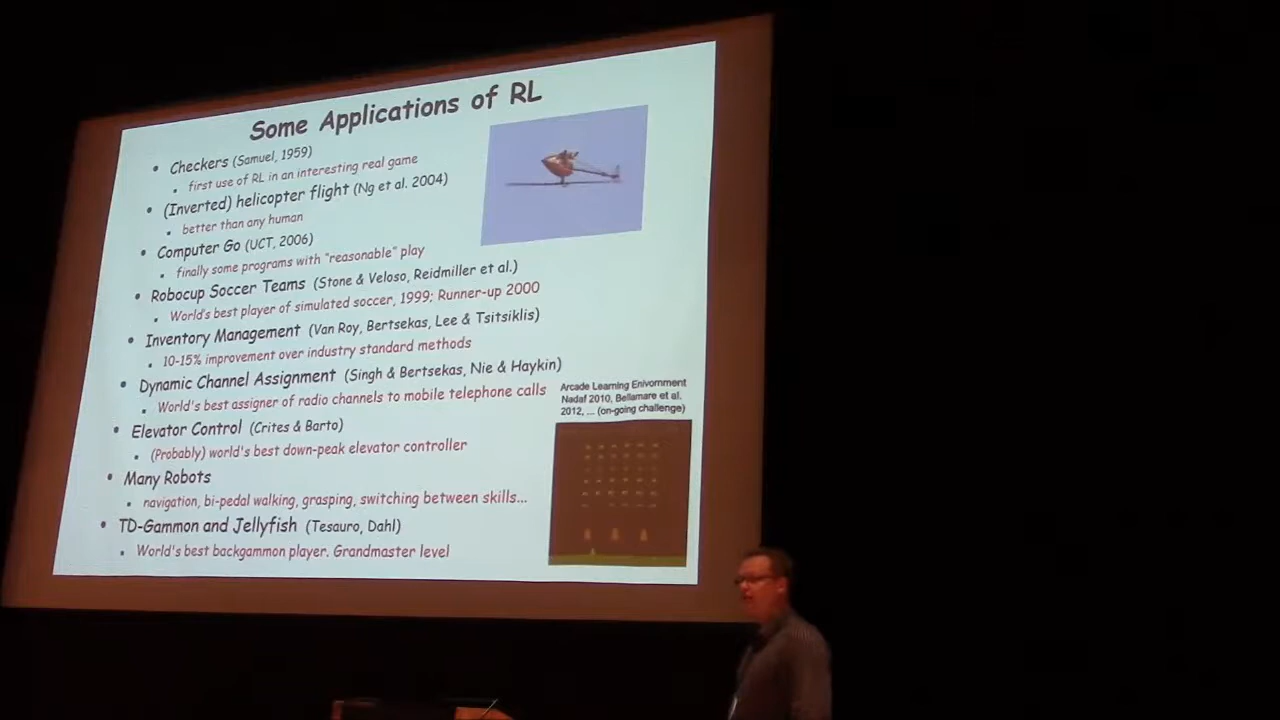 Some Applications of RL
• Checkers (Samuel, 1959)
• first use of RL in an interesting real game
• (Inverted) helicopter flight (Ng et al. 2004)
• better than any human
• Computer Go (UCT, 2006)
• finally some programs with “reasonable” play
• Robocup Soccer Teams (Stone & Veloso, Reidmiller et al.)
• World's best player of simulated soccer, 1999; Runner-up 2000
• Inventory Management (Van Roy, Bertsekas, Lee & Tsitsiklis)
• 10-15% improvement over industry standard methods
• Dynamic Channel Assignment (Singh & Bertsekas, Nie & Haykin)
• World's best assigner of radio channels to mobile telephone calls
• Elevator Control (Crites & Barto)
• (Probably) world's best down-peak elevator controller
• Many Robots
• navigation, bi-pedal walking, grasping, switching between skills...
• TD-Gammon and Jellyfish (Tesauro, Dahl)
• World's best backgammon player. Grandmaster level
Arcade Learning Enivornment
Nadaf 2010, Bellamare et al.
2012, ... (on-going challenge)